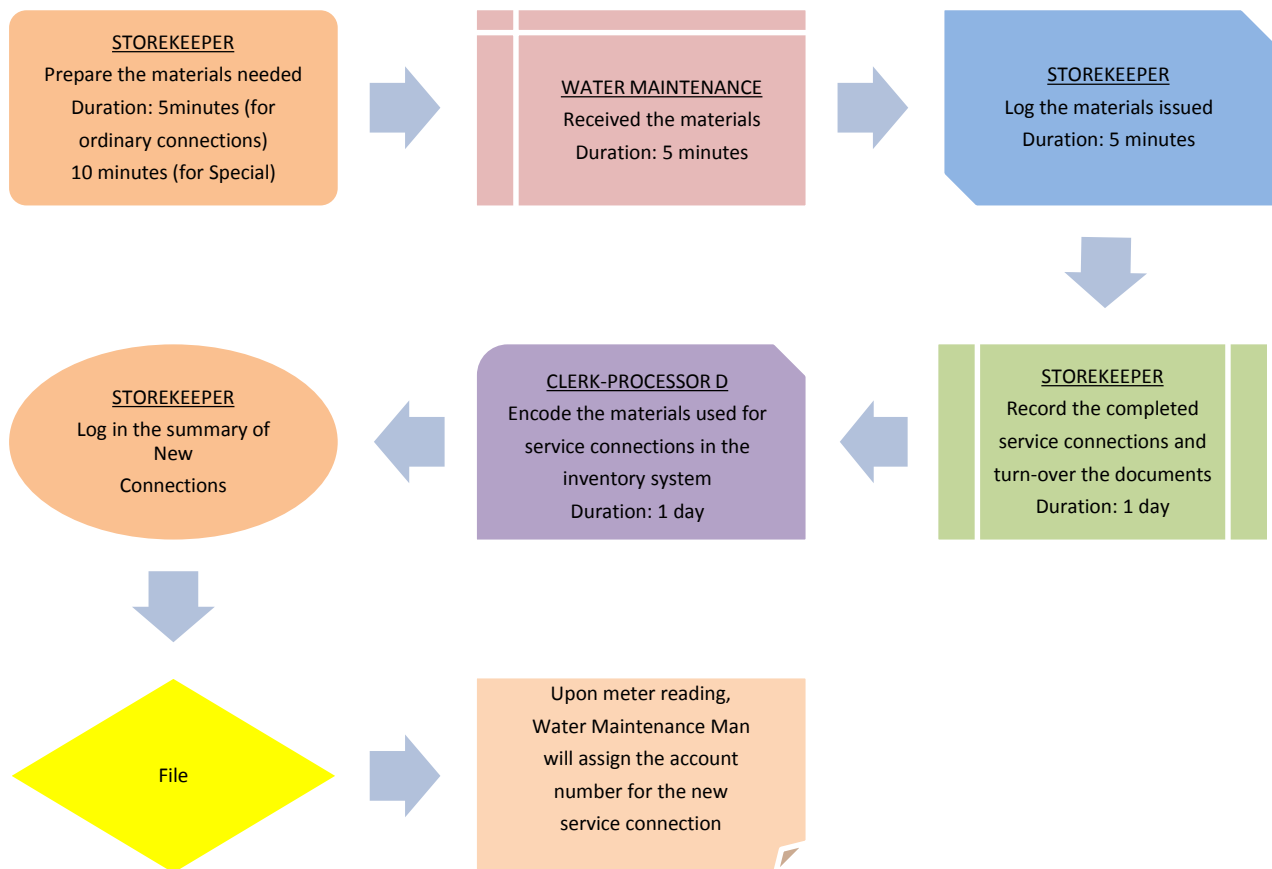 STOREKEEPER
Prepare the materials needed
Duration: 5minutes (for
ordinary connections)
10 minutes (for Special)
WATER MAINTENANCE
Received the materials
Duration: 5 minutes
STOREKEEPER
Log the materials issued
Duration: 5 minutes
STOREKEEPER
Record the completed
service connections and
turn-over the documents
Duration: 1 day
CLERK-PROCESSOR D
Encode the materials used for
service connections in the
inventory system
Duration: 1 day
STOREKEEPER
Log in the summary of
New
Connections
File
Upon meter reading,
Water Maintenance Man
will assign the account
number for the new
service connection